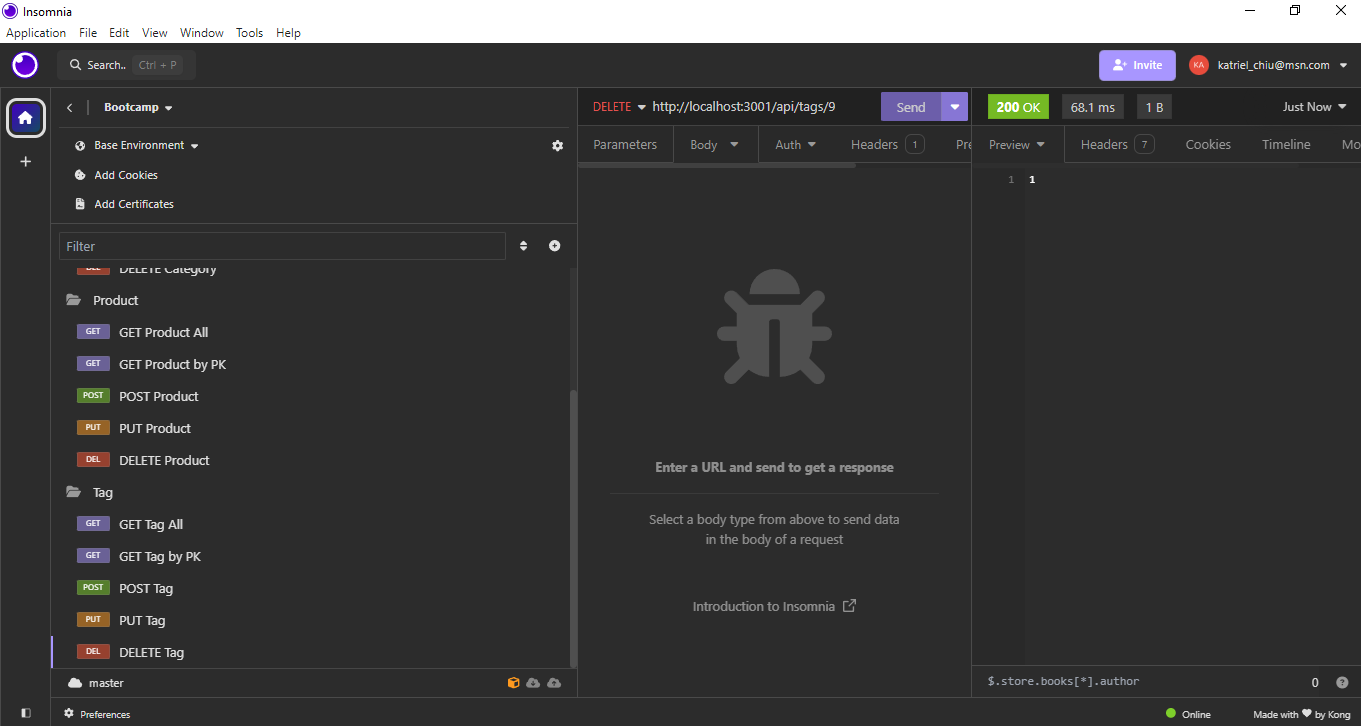 Insomnia
Application File Edit View Window Tools Help
Search.. Ctrl + P
Invite
KA katriel_chiu@msn.com
Bootcamp
DELETE http://localhost:3001/api/tags/9 Send
200 OK 68.1 ms 1 B Just Now
Base Environment
Parameters Body Auth Headers 1 Pre
Preview Headers 7 Cookies Timeline Mo
Add Cookies
1 1
Add Certificates
Filter
DEL DELETE Category
Product
GET GET Product All
GET GET Product by PK
POST POST Product
PUT PUT Product
DEL DELETE Product
Tag
GET GET Tag All
GET GET Tag by PK
POST POST Tag
PUT PUT Tag
DEL DELETE Tag
Enter a URL and send to get a response
Select a body type from above to send data
in the body of a request
Introduction to Insomnia
master
$.store.books[*].author 0 ?
Preferences
Online Made with ♥ by Kong